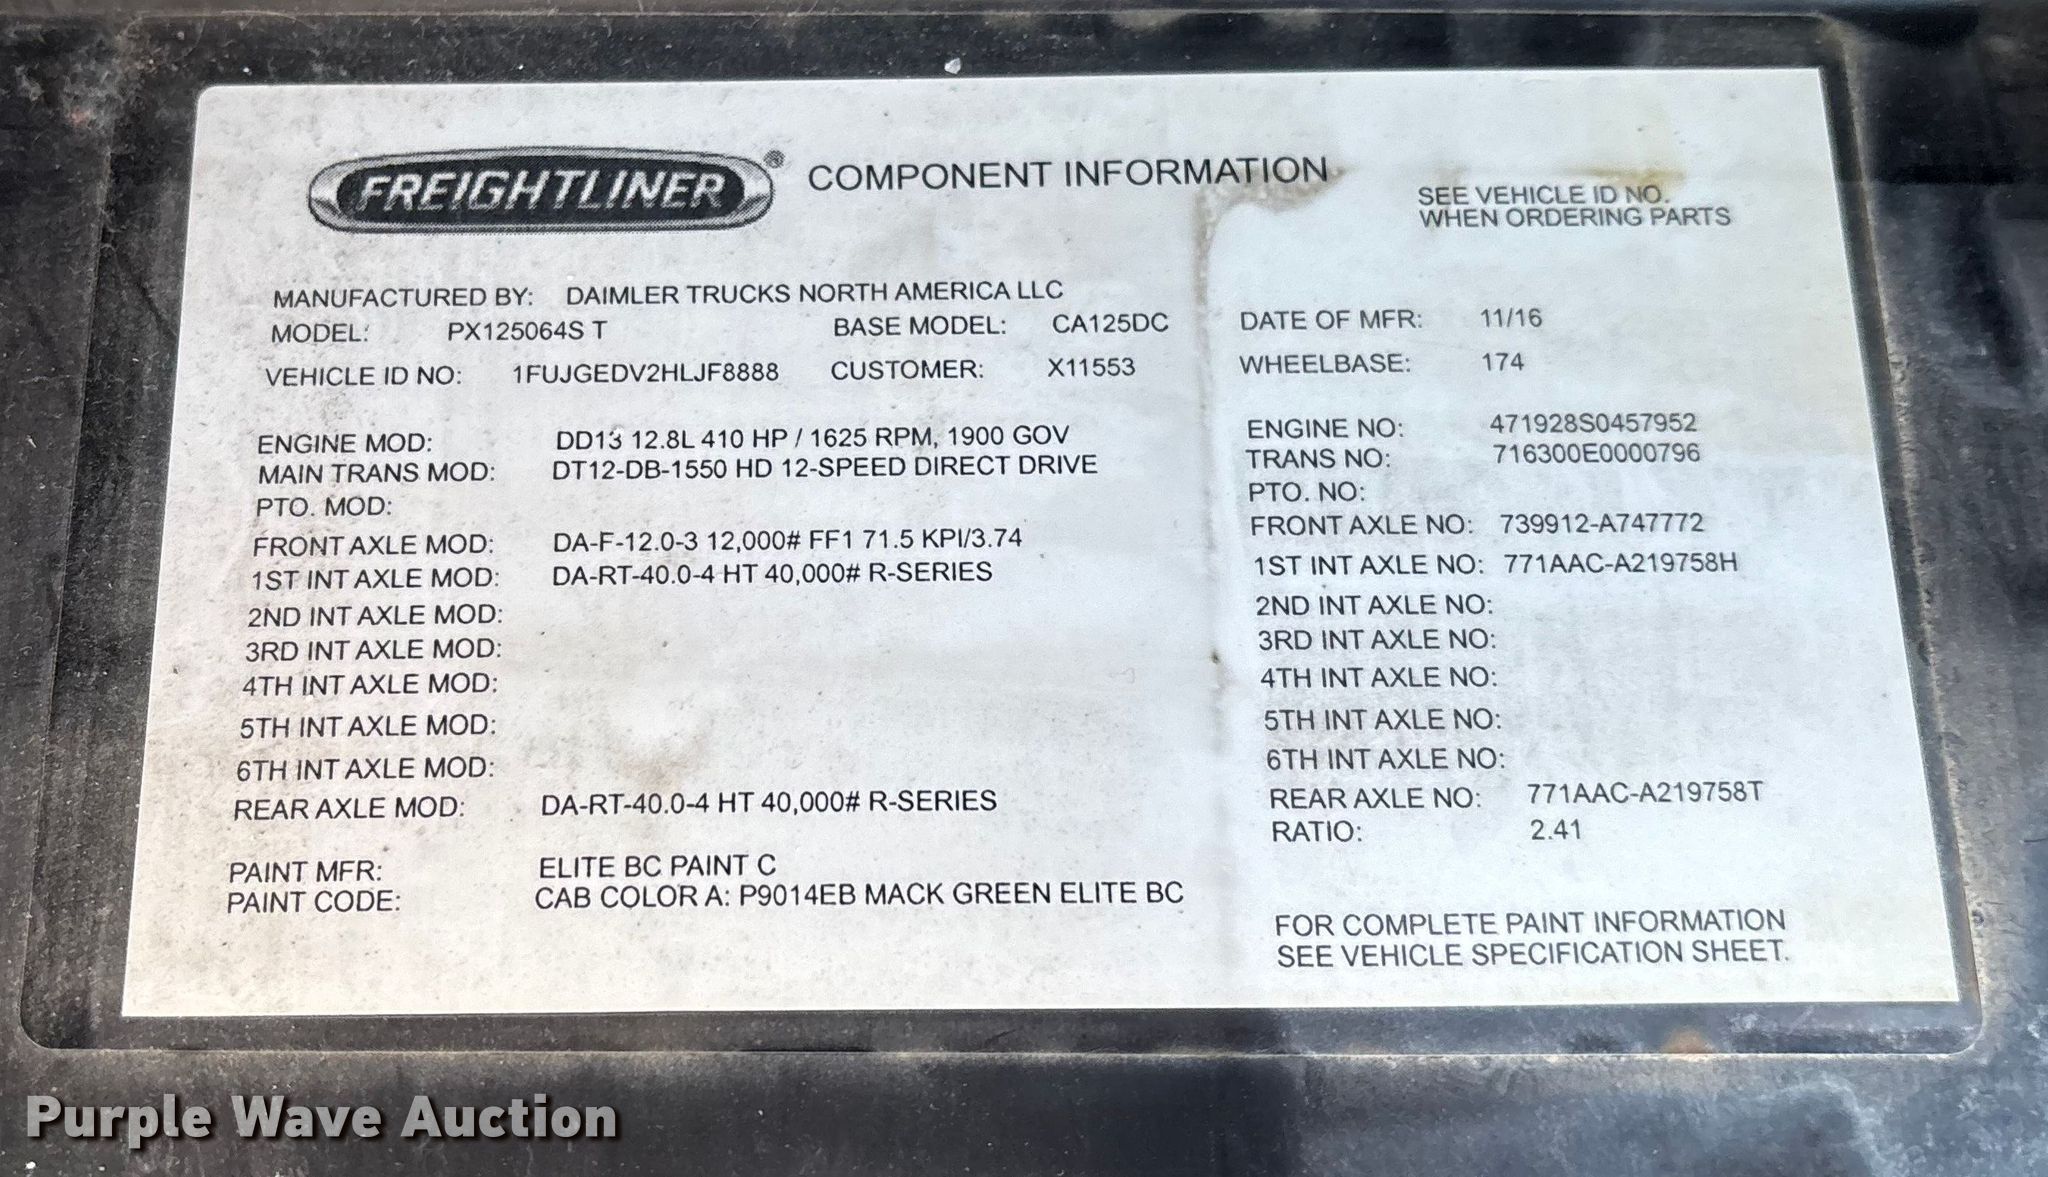 FREIGHTLINER® COMPONENT INFORMATION
SEE VEHICLE ID NO.
WHEN ORDERING PARTS
MANUFACTURED BY: DAIMLER TRUCKS NORTH AMERICA LLC
MODEL: PX125064S T BASE MODEL: CA125DC DATE OF MFR: 11/16
VEHICLE ID NO: 1FUJGEDV2HLJF8888 CUSTOMER: X11553 WHEELBASE: 174
ENGINE MOD: DD13 12.8L 410 HP / 1625 RPM, 1900 GOV ENGINE NO: 471928S0457952
MAIN TRANS MOD: DT12-DB-1550 HD 12-SPEED DIRECT DRIVE TRANS NO: 716300E0000796
PTO. MOD: PTO. NO:
FRONT AXLE MOD: DA-F-12.0-3 12,000# FF1 71.5 KPI/3.74 FRONT AXLE NO: 739912-A747772
1ST INT AXLE MOD: DA-RT-40.0-4 HT 40,000# R-SERIES 1ST INT AXLE NO: 771AAC-A219758H
2ND INT AXLE MOD: 2ND INT AXLE NO:
3RD INT AXLE MOD: 3RD INT AXLE NO:
4TH INT AXLE MOD: 4TH INT AXLE NO:
5TH INT AXLE MOD: 5TH INT AXLE NO:
6TH INT AXLE MOD: 6TH INT AXLE NO:
REAR AXLE MOD: DA-RT-40.0-4 HT 40,000# R-SERIES REAR AXLE NO: 771AAC-A219758T
RATIO: 2.41
PAINT MFR: ELITE BC PAINT C
PAINT CODE: CAB COLOR A: P9014EB MACK GREEN ELITE BC
FOR COMPLETE PAINT INFORMATION
SEE VEHICLE SPECIFICATION SHEET.
Purple Wave Auction